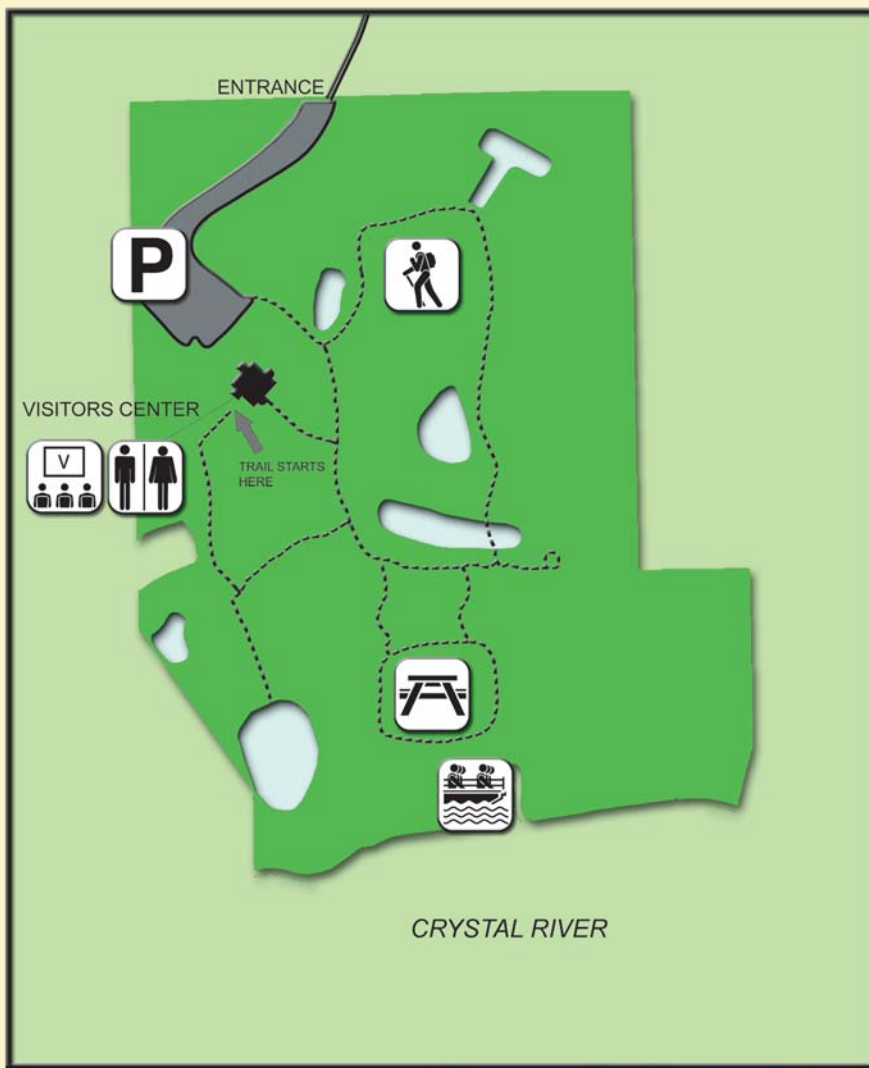 ENTRANCE
P
VISITORS CENTER
V
TRAIL STARTS
HERE
CRYSTAL RIVER